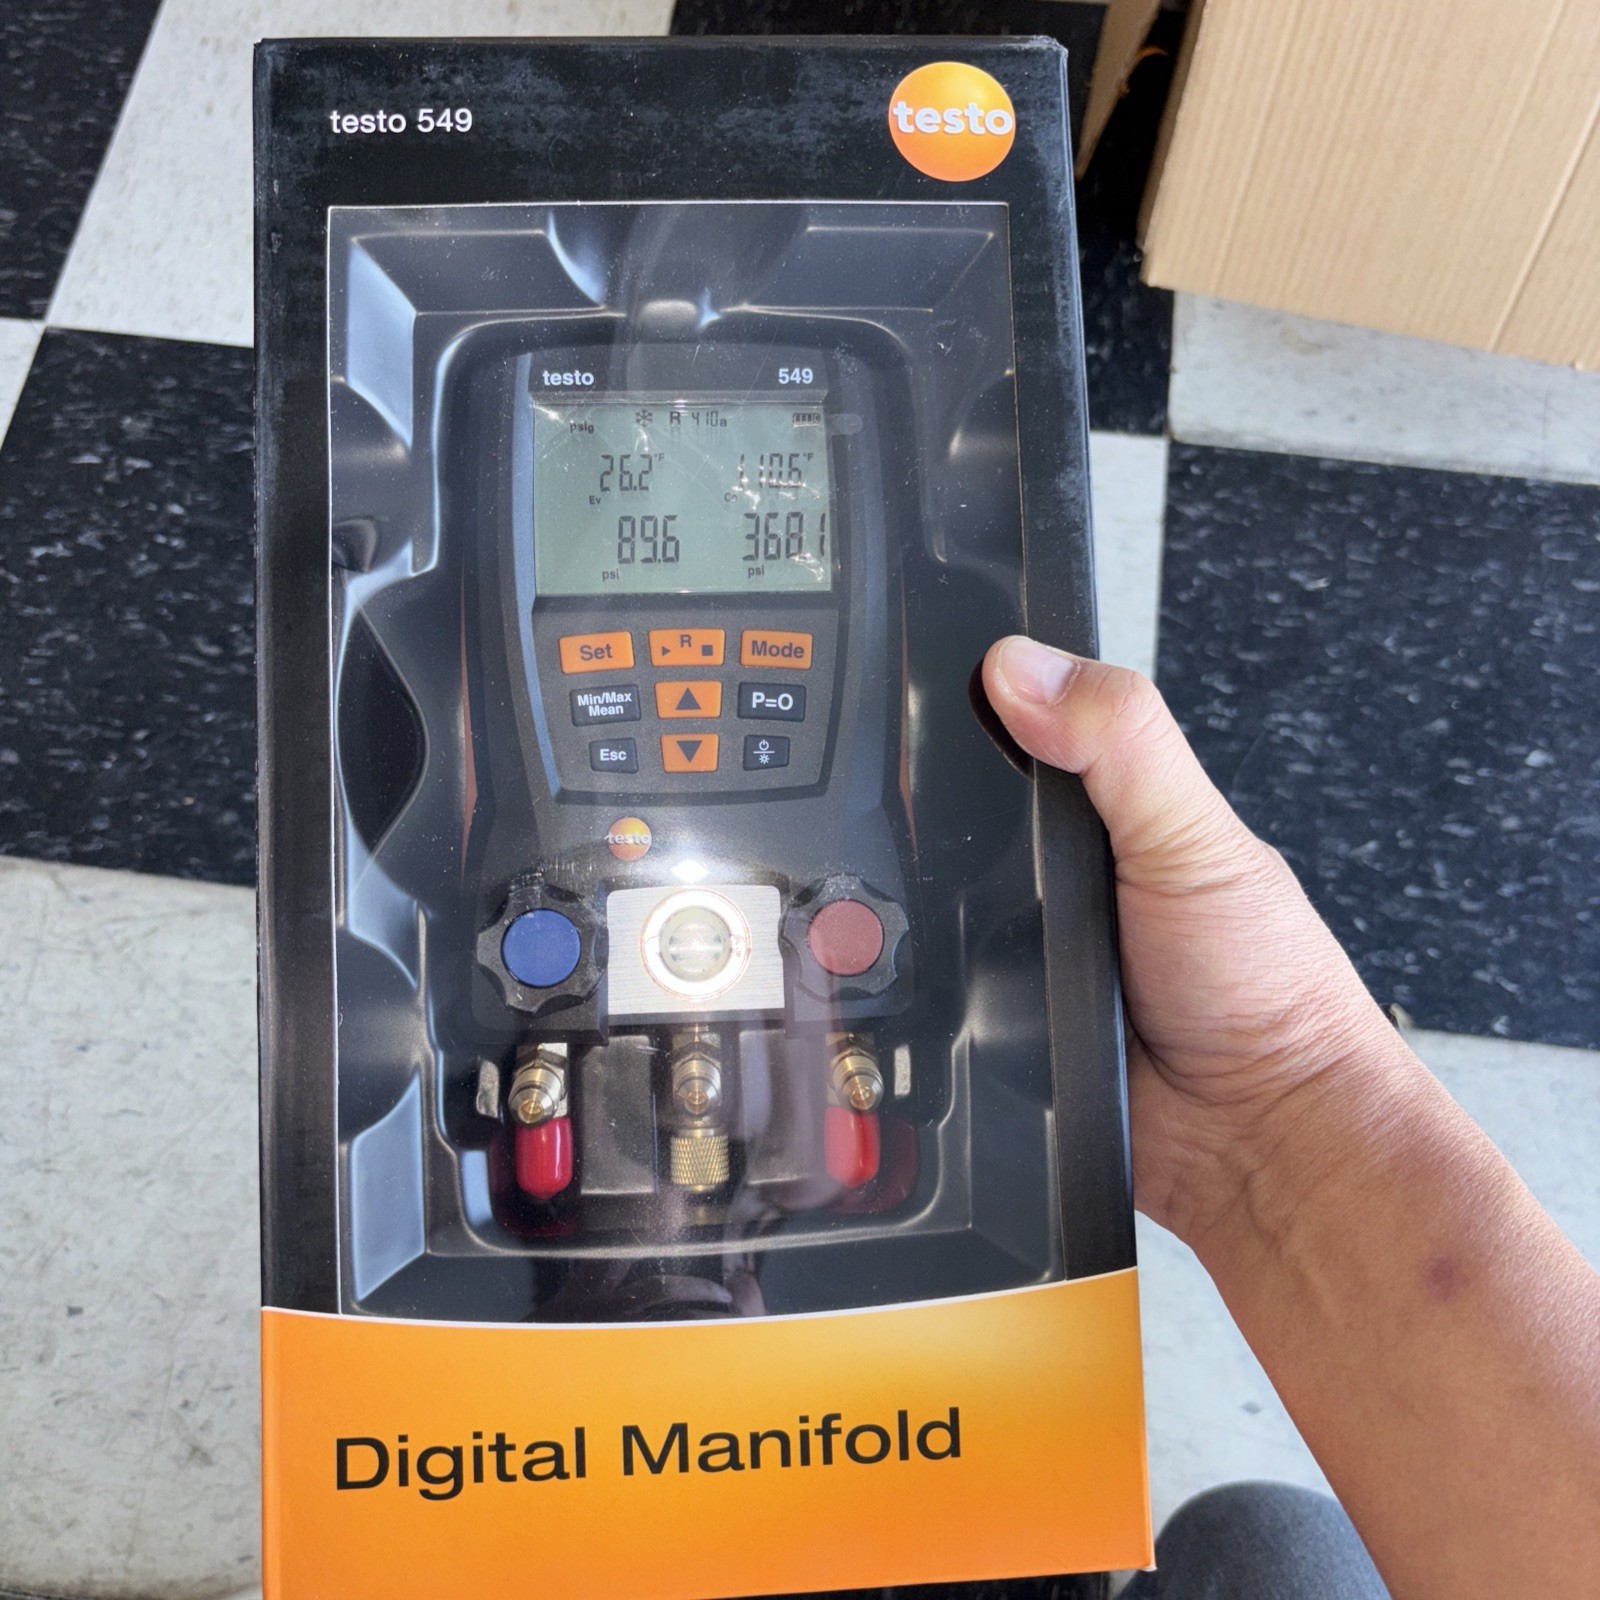 testo 549
testo
testo 549
psig R 410a
26.2 °F 110.6 °F
Ev Co
89.6 368.1
psi psi
Set R Mode
Min/Max
Mean
P=O
Esc
testo
Digital Manifold